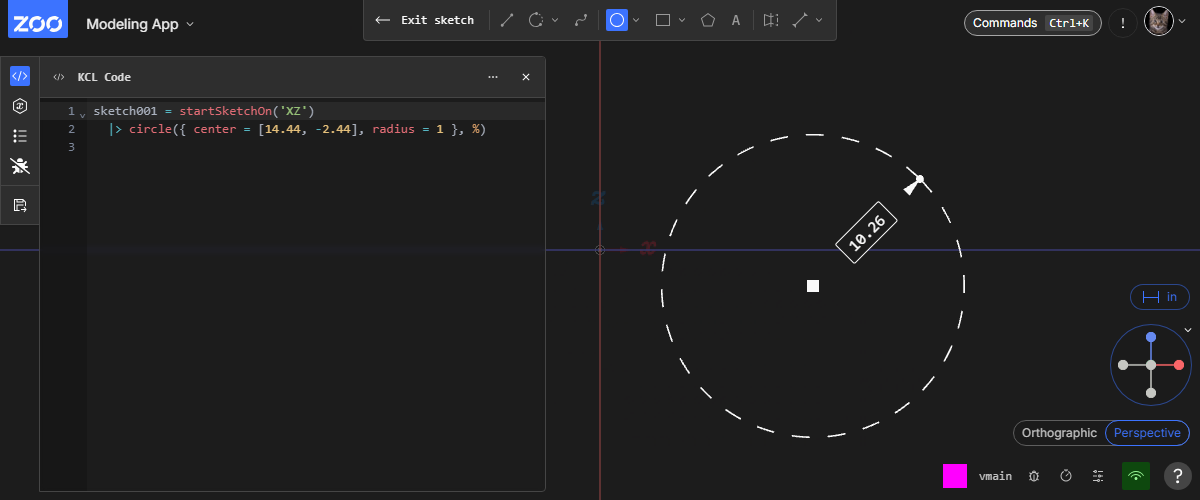 ZOO
Modeling App
Exit sketch
A
Commands Ctrl+K
!
</> KCL Code
1 sketch001 = startSketchOn('XZ')
2 |> circle({ center = [14.44, -2.44], radius = 1 }, %)
3
z
x
10.26
in
Orthographic Perspective
vmain
?